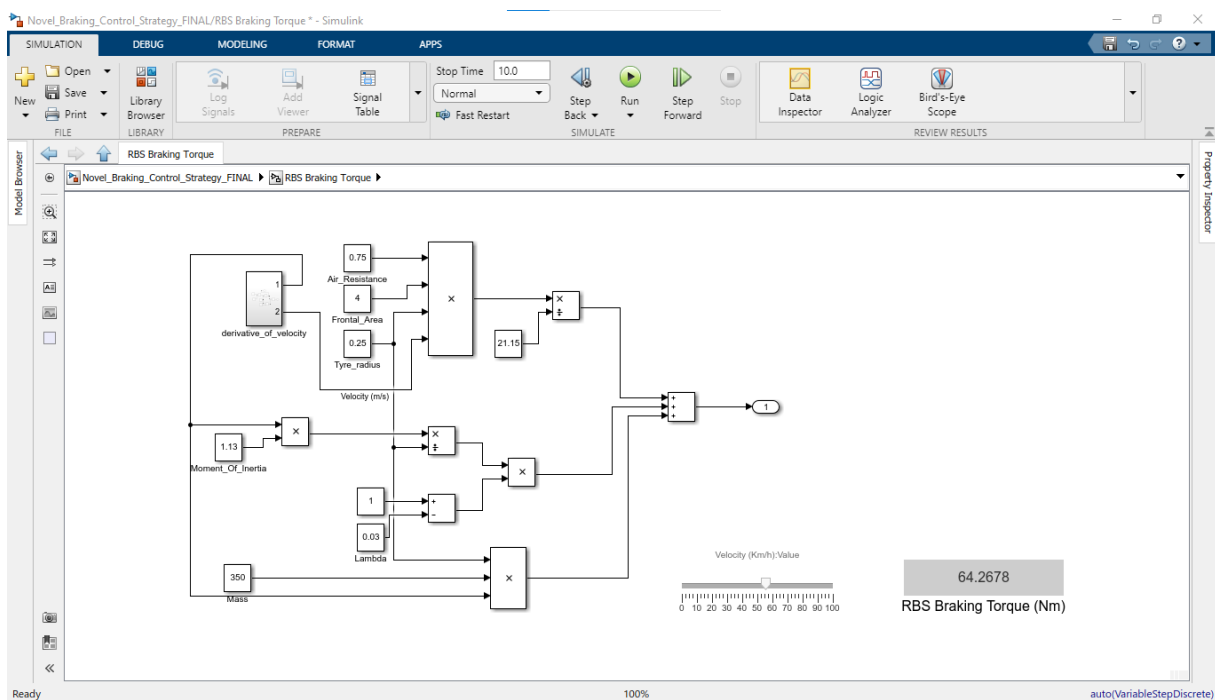 Novel_Braking_Control_Strategy_FINAL/RBS Braking Torque * - Simulink
SIMULATION DEBUG MODELING FORMAT APPS
New
Open
Save
Print
FILE
Library
Browser
LIBRARY
Log
Signals
Add
Viewer
Signal
Table
PREPARE
Stop Time 10.0
Normal
Fast Restart
Step
Back
Run
Step
Forward
Stop
SIMULATE
Data
Inspector
Logic
Analyzer
Bird's-Eye
Scope
REVIEW RESULTS
Model Browser
RBS Braking Torque
Novel_Braking_Control_Strategy_FINAL RBS Braking Torque
Property Inspector
1
2
derivative_of_velocity
0.75
Air_Resistance
4
Frontal_Area
0.25
Tyre_radius
×
×
÷
21.15
Velocity (m/s)
+
+
+
1
1.13
Moment_Of_Inertia
×
×
÷
×
1
+
−
0.03
Lambda
350
Mass
×
Velocity (Km/h):Value
0 10 20 30 40 50 60 70 80 90 100
64.2678
RBS Braking Torque (Nm)
Ready 100% auto(VariableStepDiscrete)